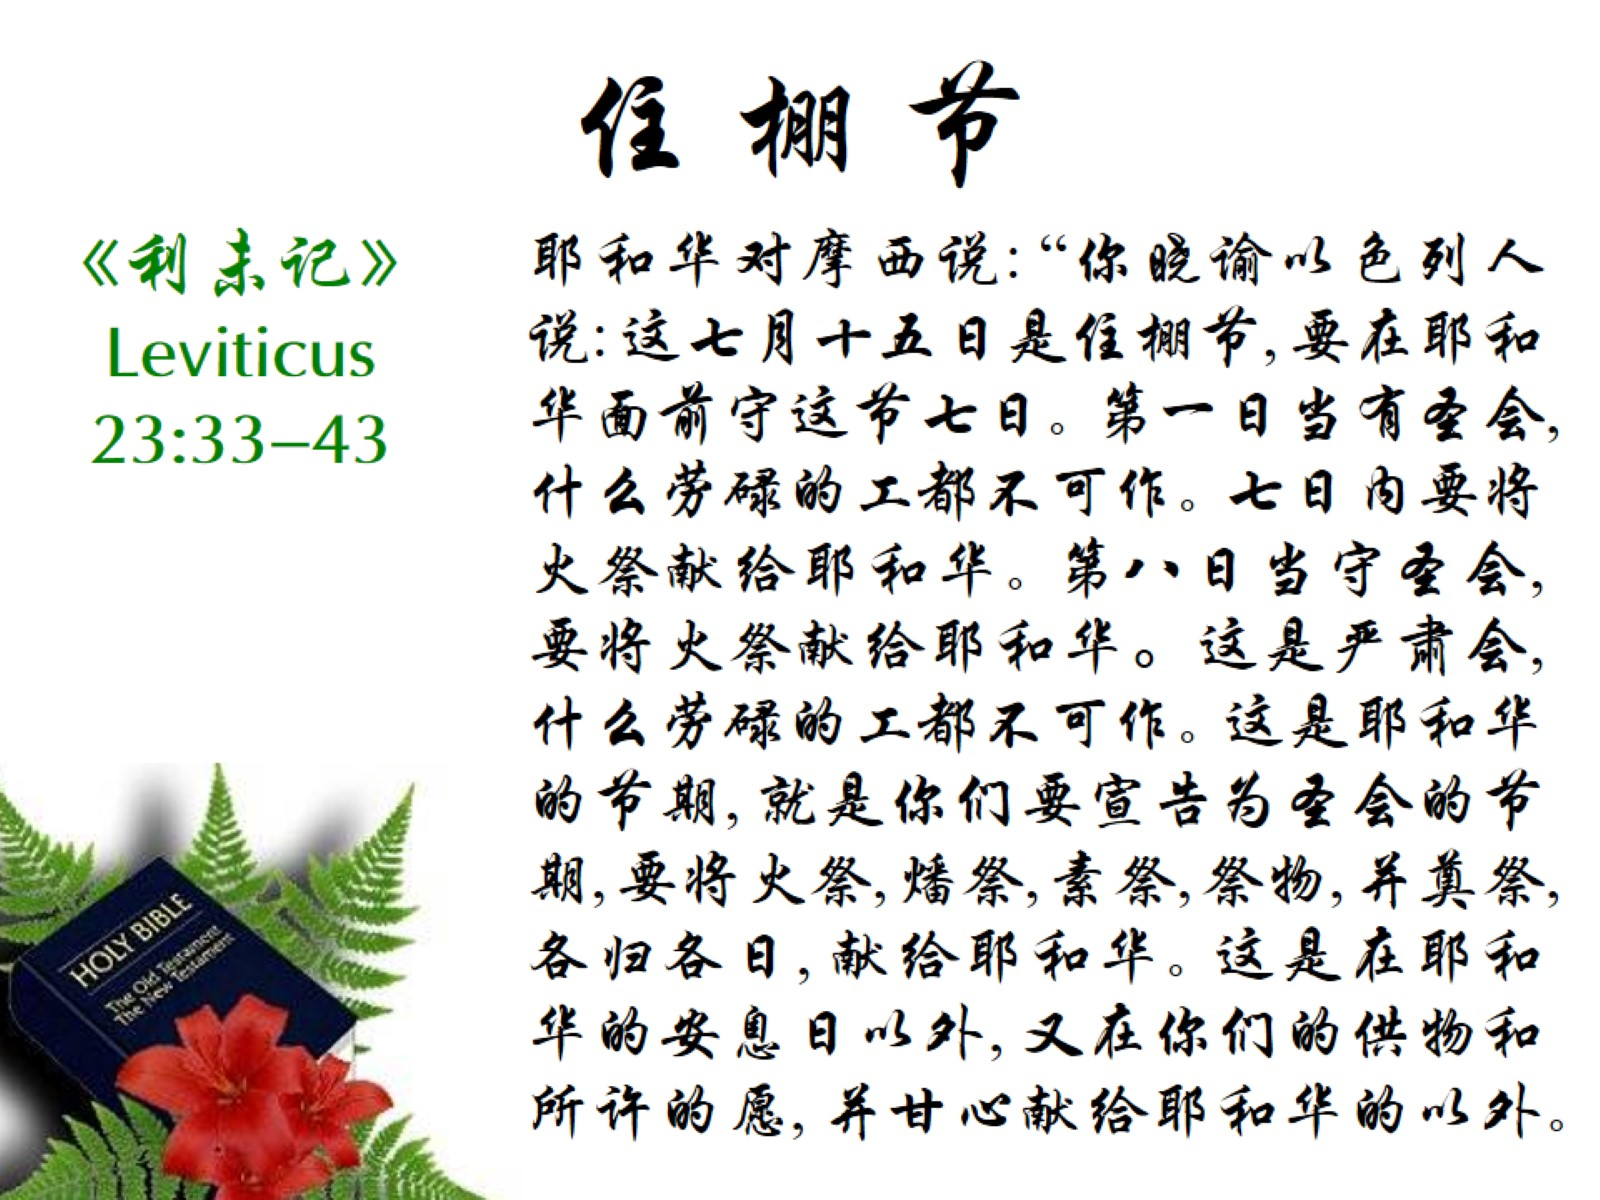 住棚节
《利未记》
Leviticus
23:33–43
耶和华对摩西说:“你晓谕以色列人
说:这七月十五日是住棚节,要在耶和
华面前守这节七日。第一日当有圣会,
什么劳碌的工都不可作。七日内要将
火祭献给耶和华。第八日当守圣会,
要将火祭献给耶和华。这是严肃会,
什么劳碌的工都不可作。这是耶和华
的节期,就是你们要宣告为圣会的节
期,要将火祭,燔祭,素祭,祭物,并奠祭,
各归各日,献给耶和华。这是在耶和
华的安息日以外,又在你们的供物和
所许的愿,并甘心献给耶和华的以外。
HOLY BIBLE
The Old Testament
The New Testament